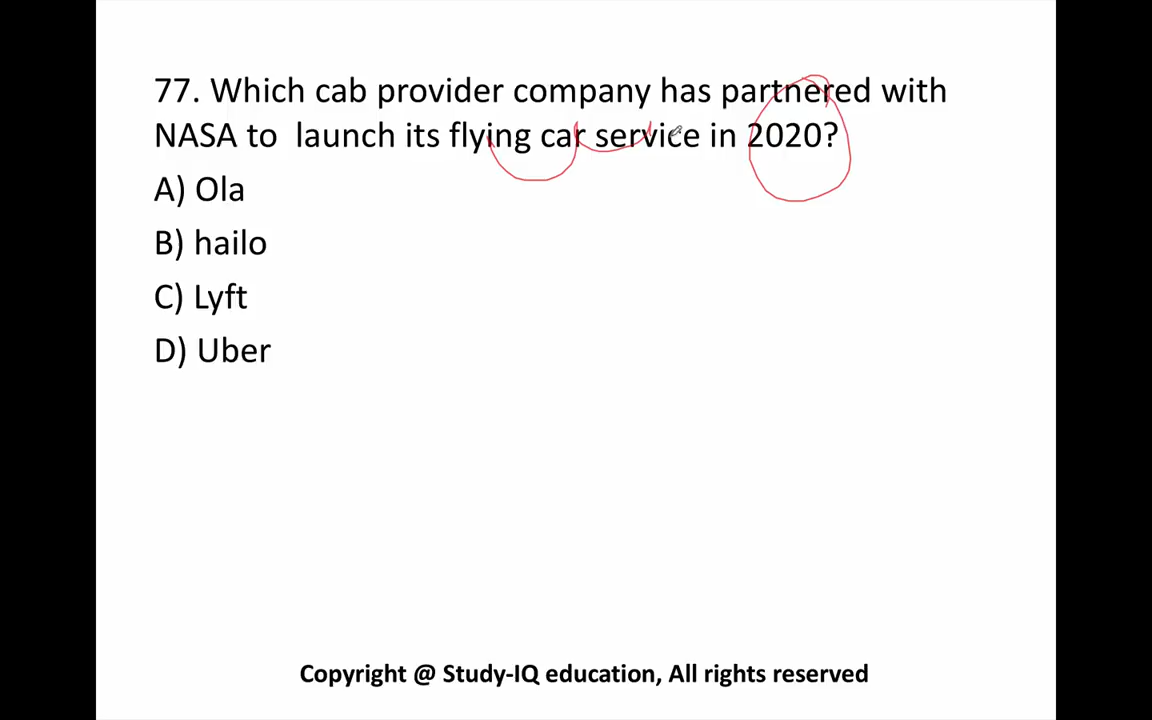 77. Which cab provider company has partnered with
NASA to  launch its flying car service in 2020?
A) Ola
B) hailo
C) Lyft
D) Uber
Copyright @ Study-IQ education, All rights reserved